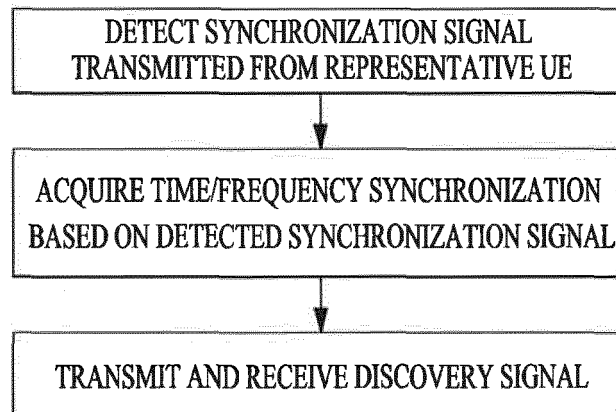 DETECT SYNCHRONIZATION SIGNAL
TRANSMITTED FROM REPRESENTATIVE UE
ACQUIRE TIME/FREQUENCY SYNCHRONIZATION
BASED ON DETECTED SYNCHRONIZATION SIGNAL
TRANSMIT AND RECEIVE DISCOVERY SIGNAL